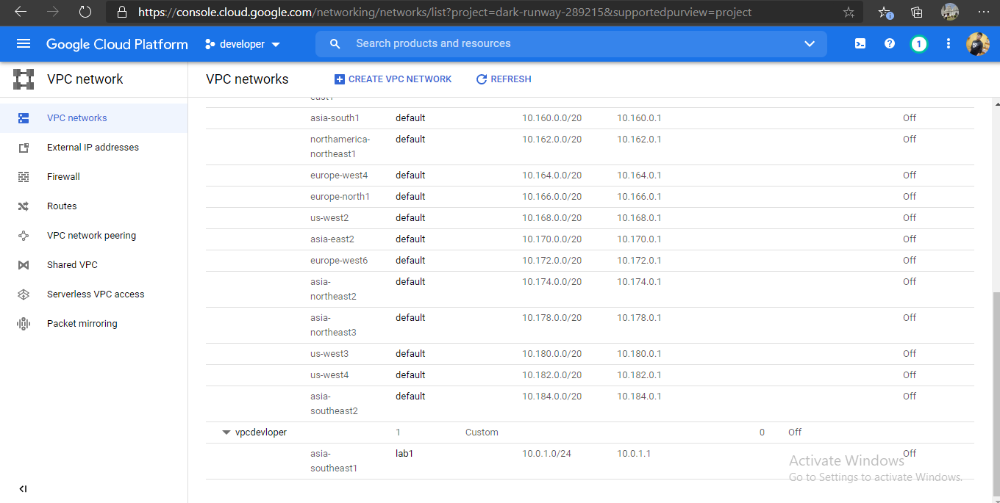 https://console.cloud.google.com/networking/networks/list?project=dark-runway-289215&supportedpurview=project
Google Cloud Platform developer Search products and resources 1
VPC network
VPC networks
External IP addresses
Firewall
Routes
VPC network peering
Shared VPC
Serverless VPC access
Packet mirroring
VPC networks CREATE VPC NETWORK REFRESH
east1
asia-south1 default 10.160.0.0/20 10.160.0.1 Off
northamerica- default 10.162.0.0/20 10.162.0.1 Off
northeast1
europe-west4 default 10.164.0.0/20 10.164.0.1 Off
europe-north1 default 10.166.0.0/20 10.166.0.1 Off
us-west2 default 10.168.0.0/20 10.168.0.1 Off
asia-east2 default 10.170.0.0/20 10.170.0.1 Off
europe-west6 default 10.172.0.0/20 10.172.0.1 Off
asia- default 10.174.0.0/20 10.174.0.1 Off
northeast2
asia- default 10.178.0.0/20 10.178.0.1 Off
northeast3
us-west3 default 10.180.0.0/20 10.180.0.1 Off
us-west4 default 10.182.0.0/20 10.182.0.1 Off
asia- default 10.184.0.0/20 10.184.0.1 Off
southeast2
vpcdevloper 1 Custom 0 Off
asia- lab1 10.0.1.0/24 10.0.1.1 Off
southeast1
Activate Windows
Go to Settings to activate Windows.